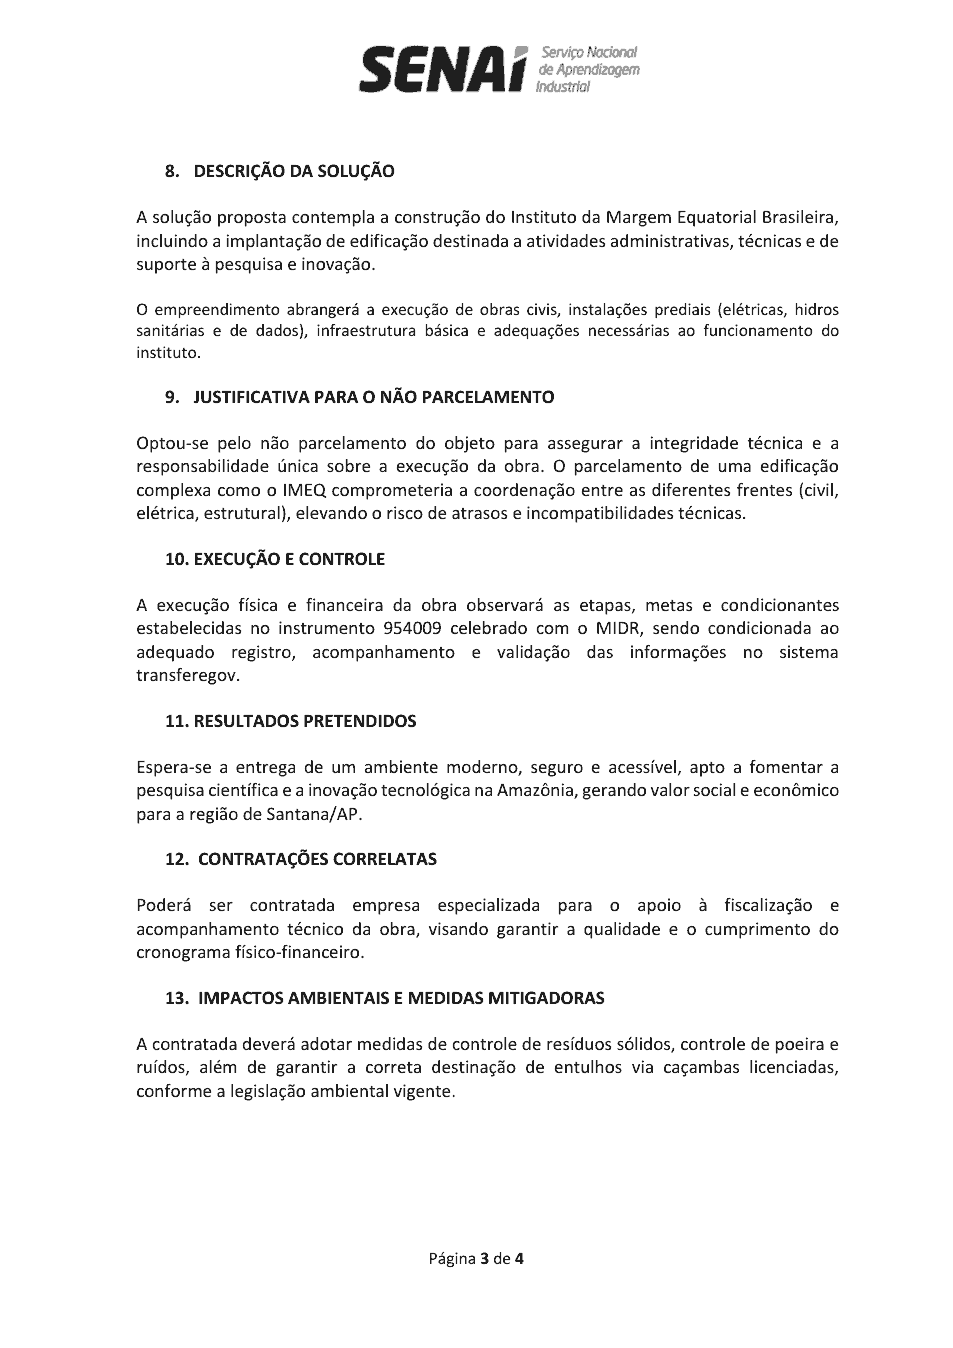 SENAI Serviço Nacional
de Aprendizagem
Industrial
8. DESCRIÇÃO DA SOLUÇÃO
A solução proposta contempla a construção do Instituto da Margem Equatorial Brasileira,
incluindo a implantação de edificação destinada a atividades administrativas, técnicas e de
suporte à pesquisa e inovação.
O empreendimento abrangerá a execução de obras civis, instalações prediais (elétricas, hidros
sanitárias e de dados), infraestrutura básica e adequações necessárias ao funcionamento do
instituto.
9. JUSTIFICATIVA PARA O NÃO PARCELAMENTO
Optou-se pelo não parcelamento do objeto para assegurar a integridade técnica e a
responsabilidade única sobre a execução da obra. O parcelamento de uma edificação
complexa como o IMEQ comprometeria a coordenação entre as diferentes frentes (civil,
elétrica, estrutural), elevando o risco de atrasos e incompatibilidades técnicas.
10. EXECUÇÃO E CONTROLE
A execução física e financeira da obra observará as etapas, metas e condicionantes
estabelecidas no instrumento 954009 celebrado com o MIDR, sendo condicionada ao
adequado registro, acompanhamento e validação das informações no sistema
transferegov.
11. RESULTADOS PRETENDIDOS
Espera-se a entrega de um ambiente moderno, seguro e acessível, apto a fomentar a
pesquisa científica e a inovação tecnológica na Amazônia, gerando valor social e econômico
para a região de Santana/AP.
12. CONTRATAÇÕES CORRELATAS
Poderá ser contratada empresa especializada para o apoio à fiscalização e
acompanhamento técnico da obra, visando garantir a qualidade e o cumprimento do
cronograma físico-financeiro.
13. IMPACTOS AMBIENTAIS E MEDIDAS MITIGADORAS
A contratada deverá adotar medidas de controle de resíduos sólidos, controle de poeira e
ruídos, além de garantir a correta destinação de entulhos via caçambas licenciadas,
conforme a legislação ambiental vigente.
Página 3 de 4